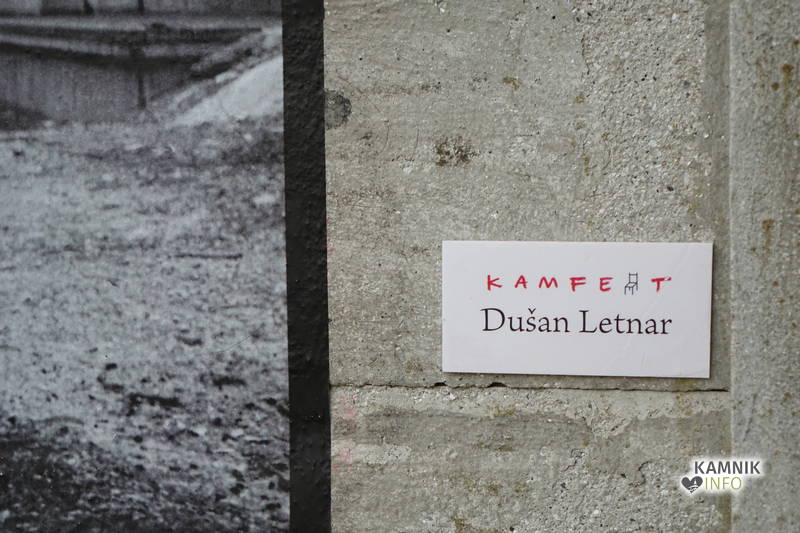 KAMFEST
Dušan Letnar
KAMNIK
INFO